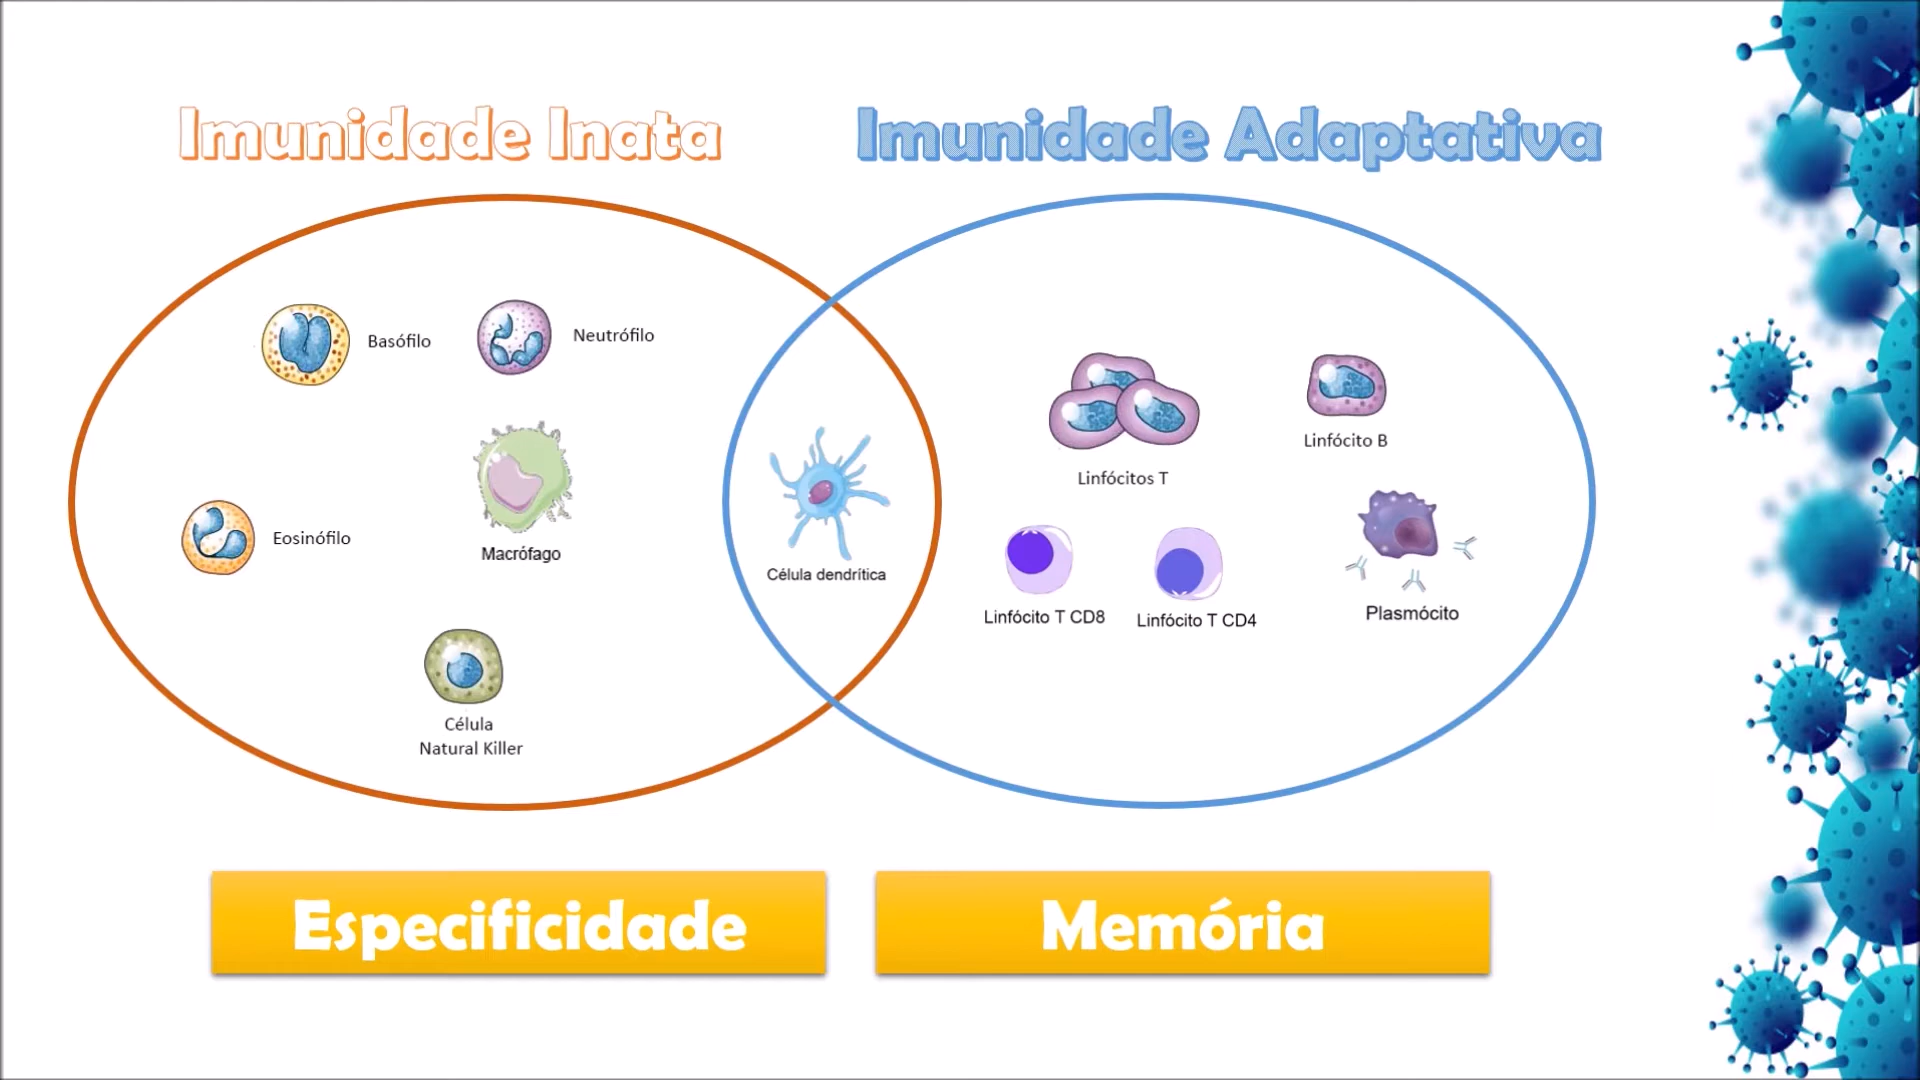 Imunidade Inata
Imunidade Adaptativa
Basófilo
Neutrófilo
Eosinófilo
Macrófago
Célula
Natural Killer
Célula dendrítica
Linfócitos T
Linfócito B
Linfócito T CD8
Linfócito T CD4
Plasmócito
Especificidade
Memória